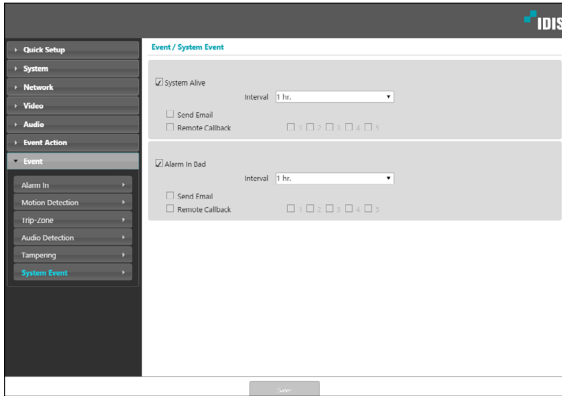 IDIS
Quick Setup
System
Network
Video
Audio
Event Action
Event
Alarm In
Motion Detection
Trip-Zone
Audio Detection
Tampering
System Event
Event / System Event
System Alive
Interval 1 hr.
Send Email
Remote Callback 1 2 3 4 5
Alarm In Bad
Interval 1 hr.
Send Email
Remote Callback 1 2 3 4 5
Save